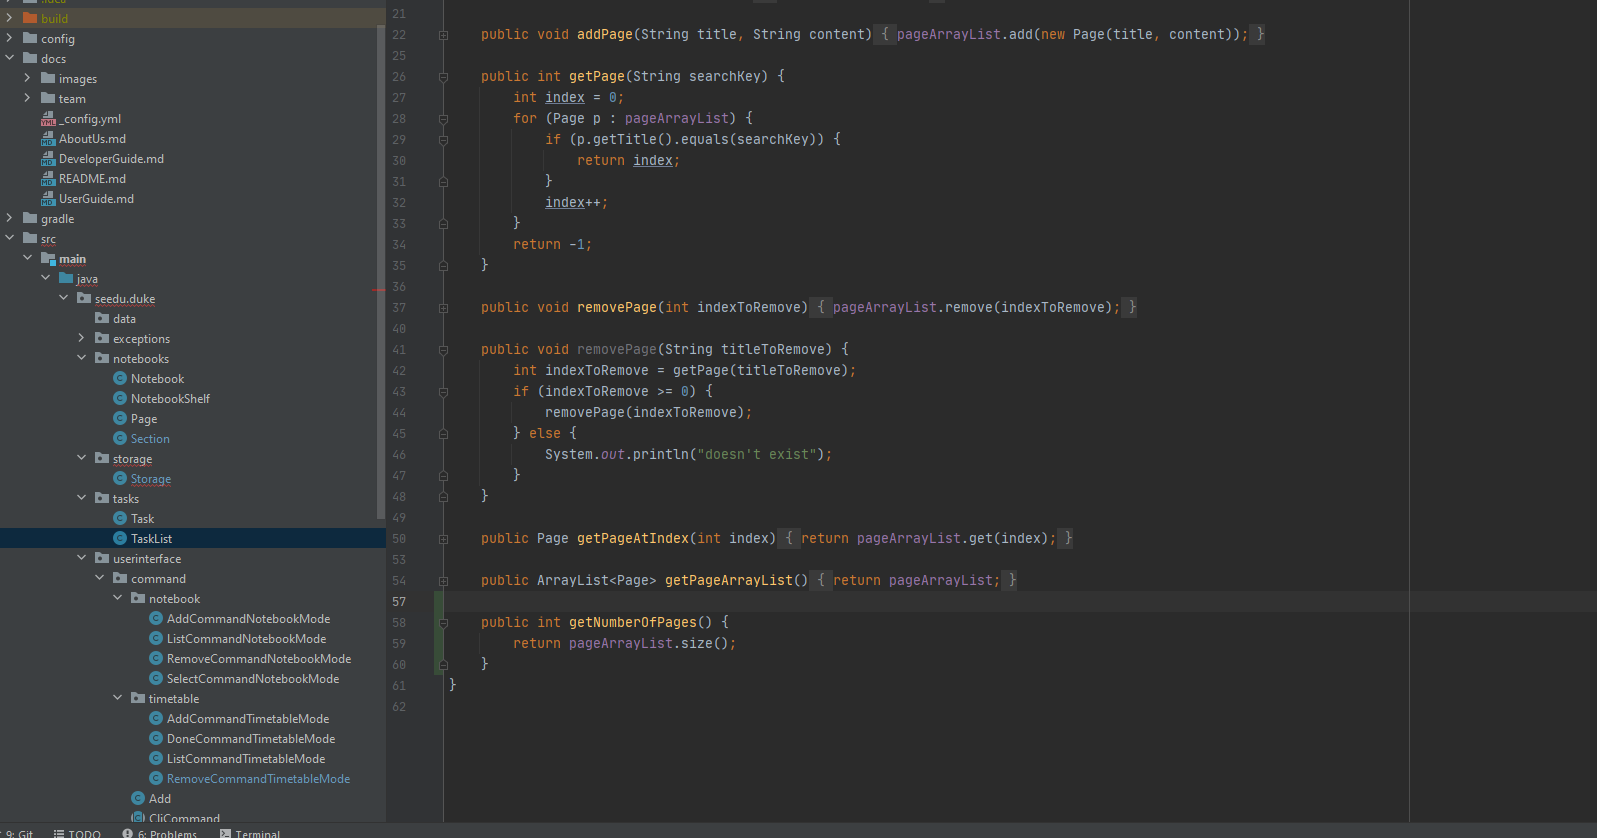 build
config
docs
images
team
_config.yml
AboutUs.md
DeveloperGuide.md
README.md
UserGuide.md
gradle
src
main
java
seedu.duke
data
exceptions
notebooks
Notebook
NotebookShelf
Page
Section
storage
Storage
tasks
Task
TaskList
userinterface
command
notebook
AddCommandNotebookMode
ListCommandNotebookMode
RemoveCommandNotebookMode
SelectCommandNotebookMode
timetable
AddCommandTimetableMode
DoneCommandTimetableMode
ListCommandTimetableMode
RemoveCommandTimetableMode
Add
CliCommand
21
22 public void addPage(String title, String content) { pageArrayList.add(new Page(title, content)); }
25
26 public int getPage(String searchKey) {
27 int index = 0;
28 for (Page p : pageArrayList) {
29 if (p.getTitle().equals(searchKey)) {
30 return index;
31 }
32 index++;
33 }
34 return -1;
35 }
36
37 public void removePage(int indexToRemove) { pageArrayList.remove(indexToRemove); }
40
41 public void removePage(String titleToRemove) {
42 int indexToRemove = getPage(titleToRemove);
43 if (indexToRemove >= 0) {
44 removePage(indexToRemove);
45 } else {
46 System.out.println("doesn't exist");
47 }
48 }
49
50 public Page getPageAtIndex(int index) { return pageArrayList.get(index); }
53
54 public ArrayList<Page> getPageArrayList() { return pageArrayList; }
57
58 public int getNumberOfPages() {
59 return pageArrayList.size();
60 }
61 }
62
9: Git TODO 6: Problems Terminal